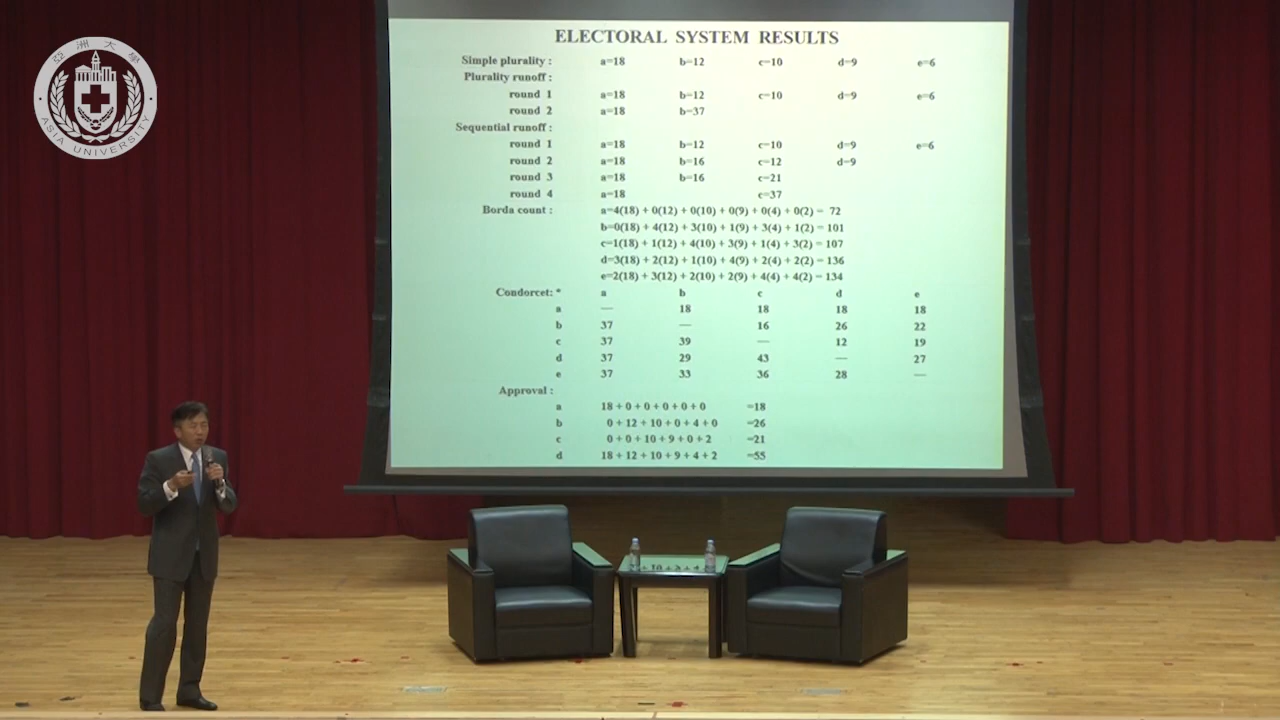 亞洲大學
ASIA UNIVERSITY
ELECTORAL SYSTEM RESULTS
Simple plurality : a=18 b=12 c=10 d=9 e=6
Plurality runoff :
round 1 a=18 b=12 c=10 d=9 e=6
round 2 a=18 b=37
Sequential runoff :
round 1 a=18 b=12 c=10 d=9 e=6
round 2 a=18 b=16 c=12 d=9
round 3 a=18 b=16 c=21
round 4 a=18 c=37
Borda count : a=4(18) + 0(12) + 0(10) + 0(9) + 0(4) + 0(2) = 72
b=0(18) + 4(12) + 3(10) + 1(9) + 3(4) + 1(2) = 101
c=1(18) + 1(12) + 4(10) + 3(9) + 1(4) + 3(2) = 107
d=3(18) + 2(12) + 1(10) + 4(9) + 2(4) + 2(2) = 136
e=2(18) + 3(12) + 2(10) + 2(9) + 4(4) + 4(2) = 134
Condorcet: * a b c d e
a — 18 18 18 18
b 37 — 16 26 22
c 37 39 — 12 19
d 37 29 43 — 27
e 37 33 36 28 —
Approval :
a 18 + 0 + 0 + 0 + 0 + 0 =18
b 0 + 12 + 10 + 0 + 4 + 0 =26
c 0 + 0 + 10 + 9 + 0 + 2 =21
d 18 + 12 + 10 + 9 + 4 + 2 =55